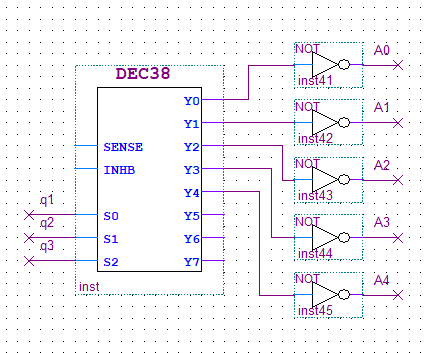 NOT
A0
inst41
DEC38
Y0
NOT
A1
Y1
inst42
SENSE
Y2
NOT
A2
INHB
Y3
inst43
q1
S0
Y4
Y5
NOT
A3
q2
S1
Y6
inst44
q3
S2
Y7
NOT
A4
inst
inst45